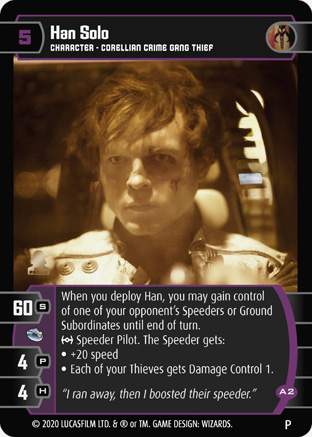 5 Han Solo
CHARACTER - CORELLIAN CRIME GANG THIEF
60 S
4 P
4 H
When you deploy Han, you may gain control
of one of your opponent's Speeders or Ground
Subordinates until end of turn.
Speeder Pilot. The Speeder gets:
• +20 speed
• Each of your Thieves gets Damage Control 1.
"I ran away, then I boosted their speeder."
A2
© 2020 LUCASFILM LTD. & ® or TM. GAME DESIGN: WIZARDS.
P